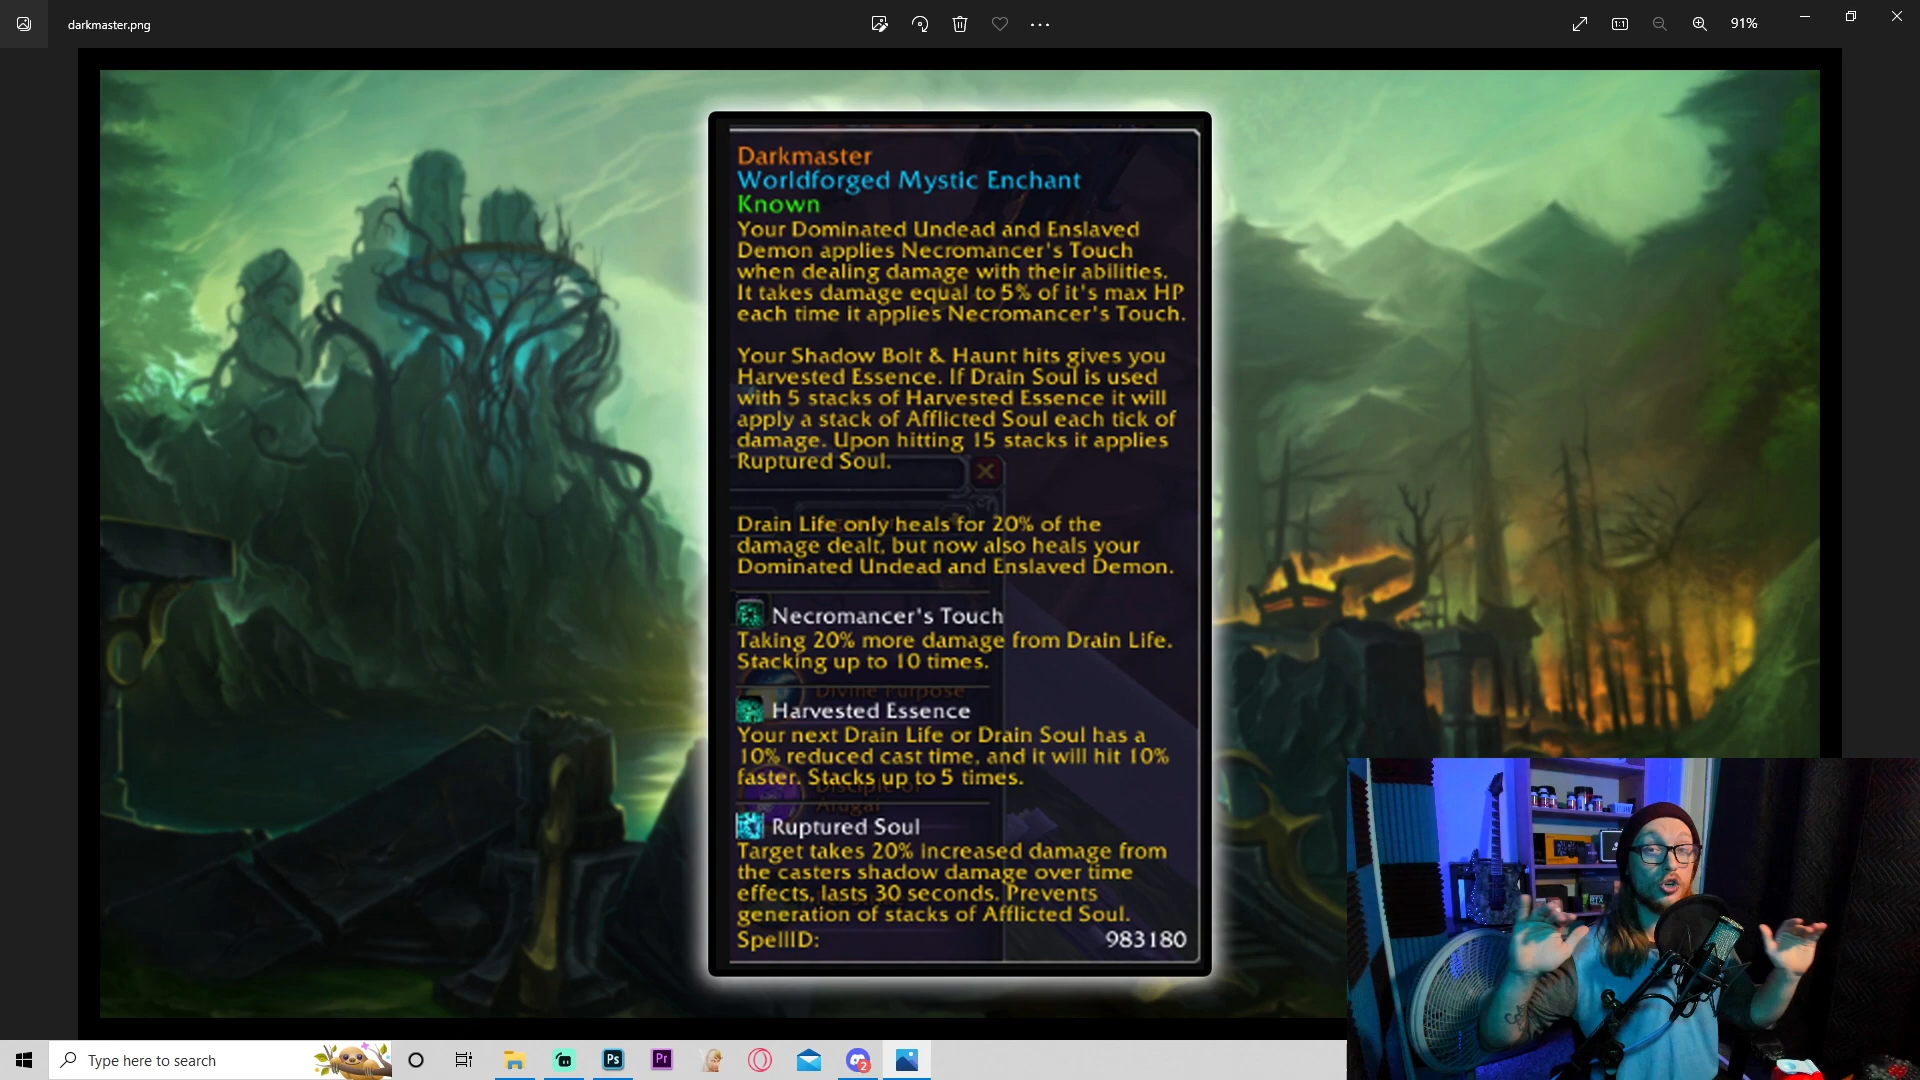 darkmaster.png
91%
Darkmaster
Worldforged Mystic Enchant
Known
Your Dominated Undead and Enslaved
Demon applies Necromancer's Touch
when dealing damage with their abilities.
It takes damage equal to 5% of it's max HP
each time it applies Necromancer's Touch.
Your Shadow Bolt & Haunt hits gives you
Harvested Essence. If Drain Soul is used
with 5 stacks of Harvested Essence it will
apply a stack of Afflicted Soul each tick of
damage. Upon hitting 15 stacks it applies
Ruptured Soul.
Drain Life only heals for 20% of the
damage dealt, but now also heals your
Dominated Undead and Enslaved Demon.
Necromancer's Touch
Taking 20% more damage from Drain Life.
Stacking up to 10 times.
Divine Purpose
Harvested Essence
Your next Drain Life or Drain Soul has a
10% reduced cast time, and it will hit 10%
faster. Stacks up to 5 times.
Disciple of
Arugal
Ruptured Soul
Target takes 20% increased damage from
the casters shadow damage over time
effects, lasts 30 seconds. Prevents
generation of stacks of Afflicted Soul.
SpellID: 983180
Type here to search
Ps
Pr
2